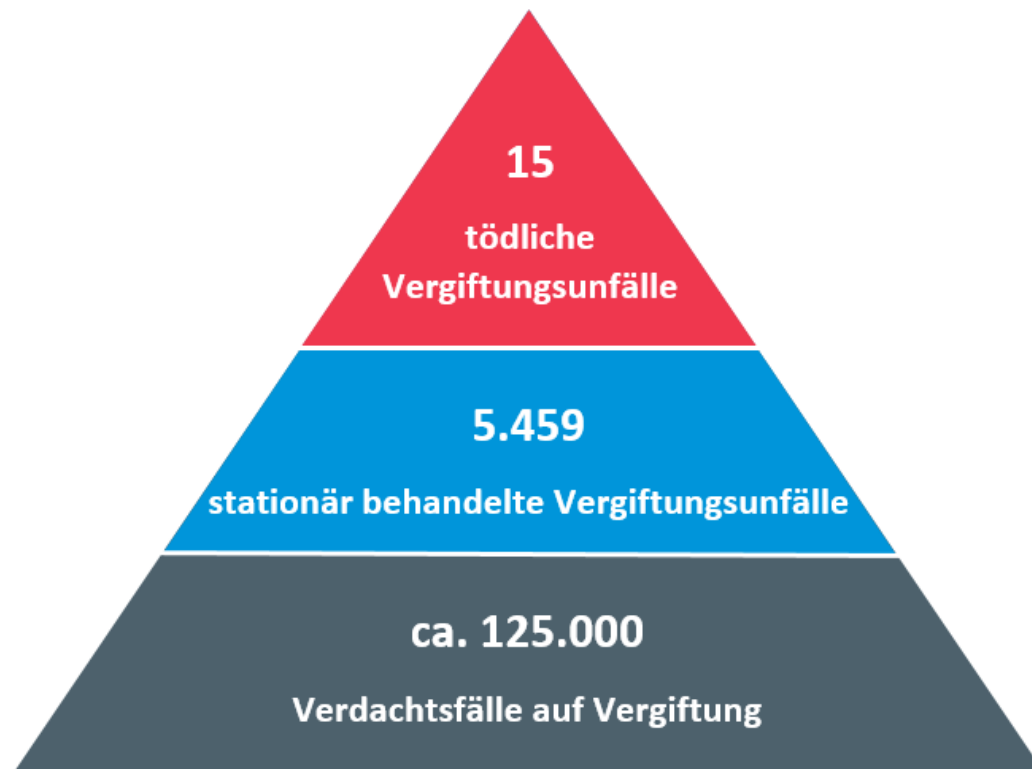 15
tödliche
Vergiftungsunfälle
5.459
stationär behandelte Vergiftungsunfälle
ca. 125.000
Verdachtsfälle auf Vergiftung